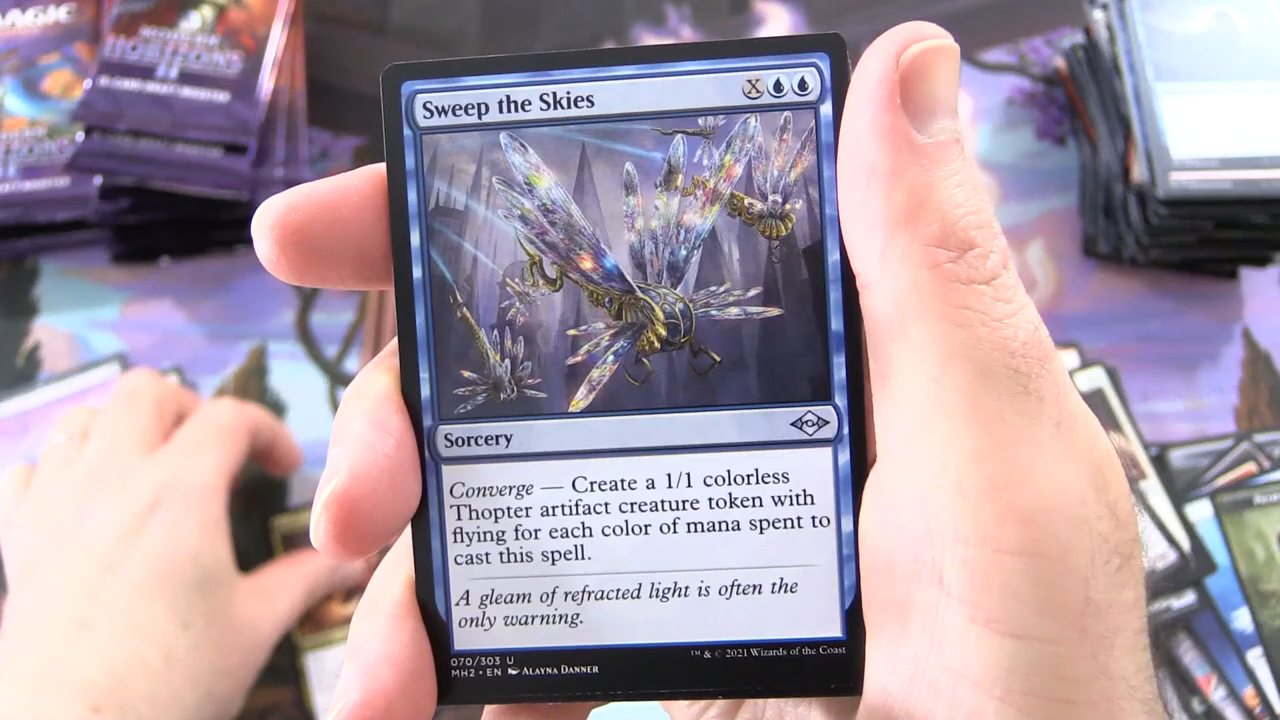 MAGIC
MODERN
HORIZONS
Sweep the Skies
X
Sorcery
Converge — Create a 1/1 colorless
Thopter artifact creature token with
flying for each color of mana spent to
cast this spell.
A gleam of refracted light is often the
only warning.
070/303 U
MH2 • EN ALAYNA DANNER
™ & © 2021 Wizards of the Coast